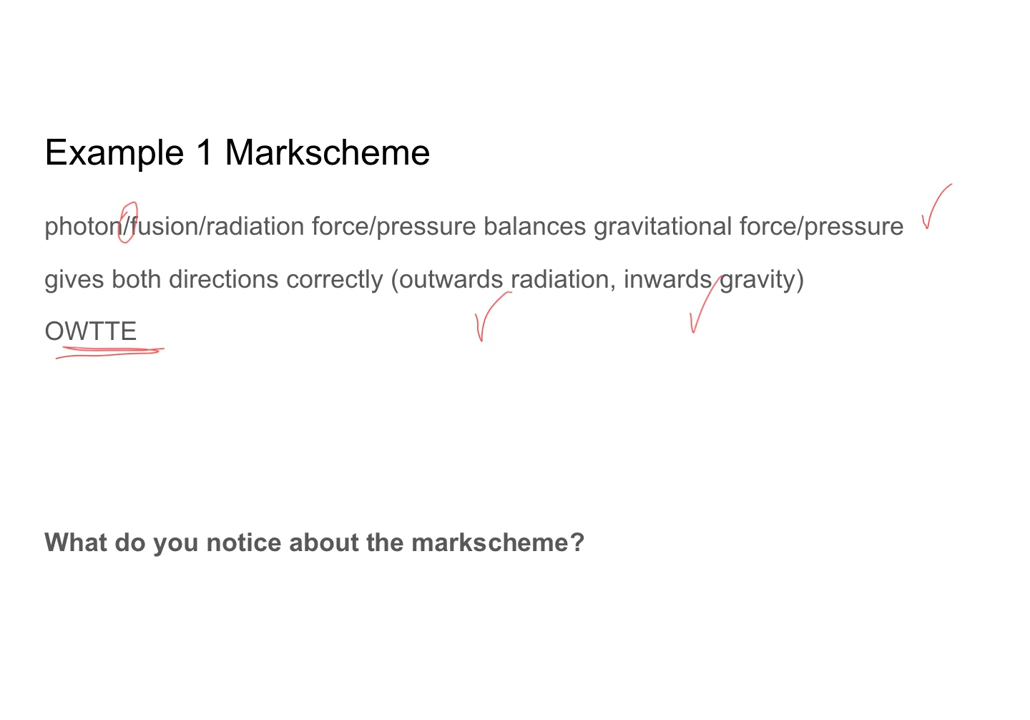 Example 1 Markscheme
photon/fusion/radiation force/pressure balances gravitational force/pressure
gives both directions correctly (outwards radiation, inwards gravity)
OWTTE
What do you notice about the markscheme?